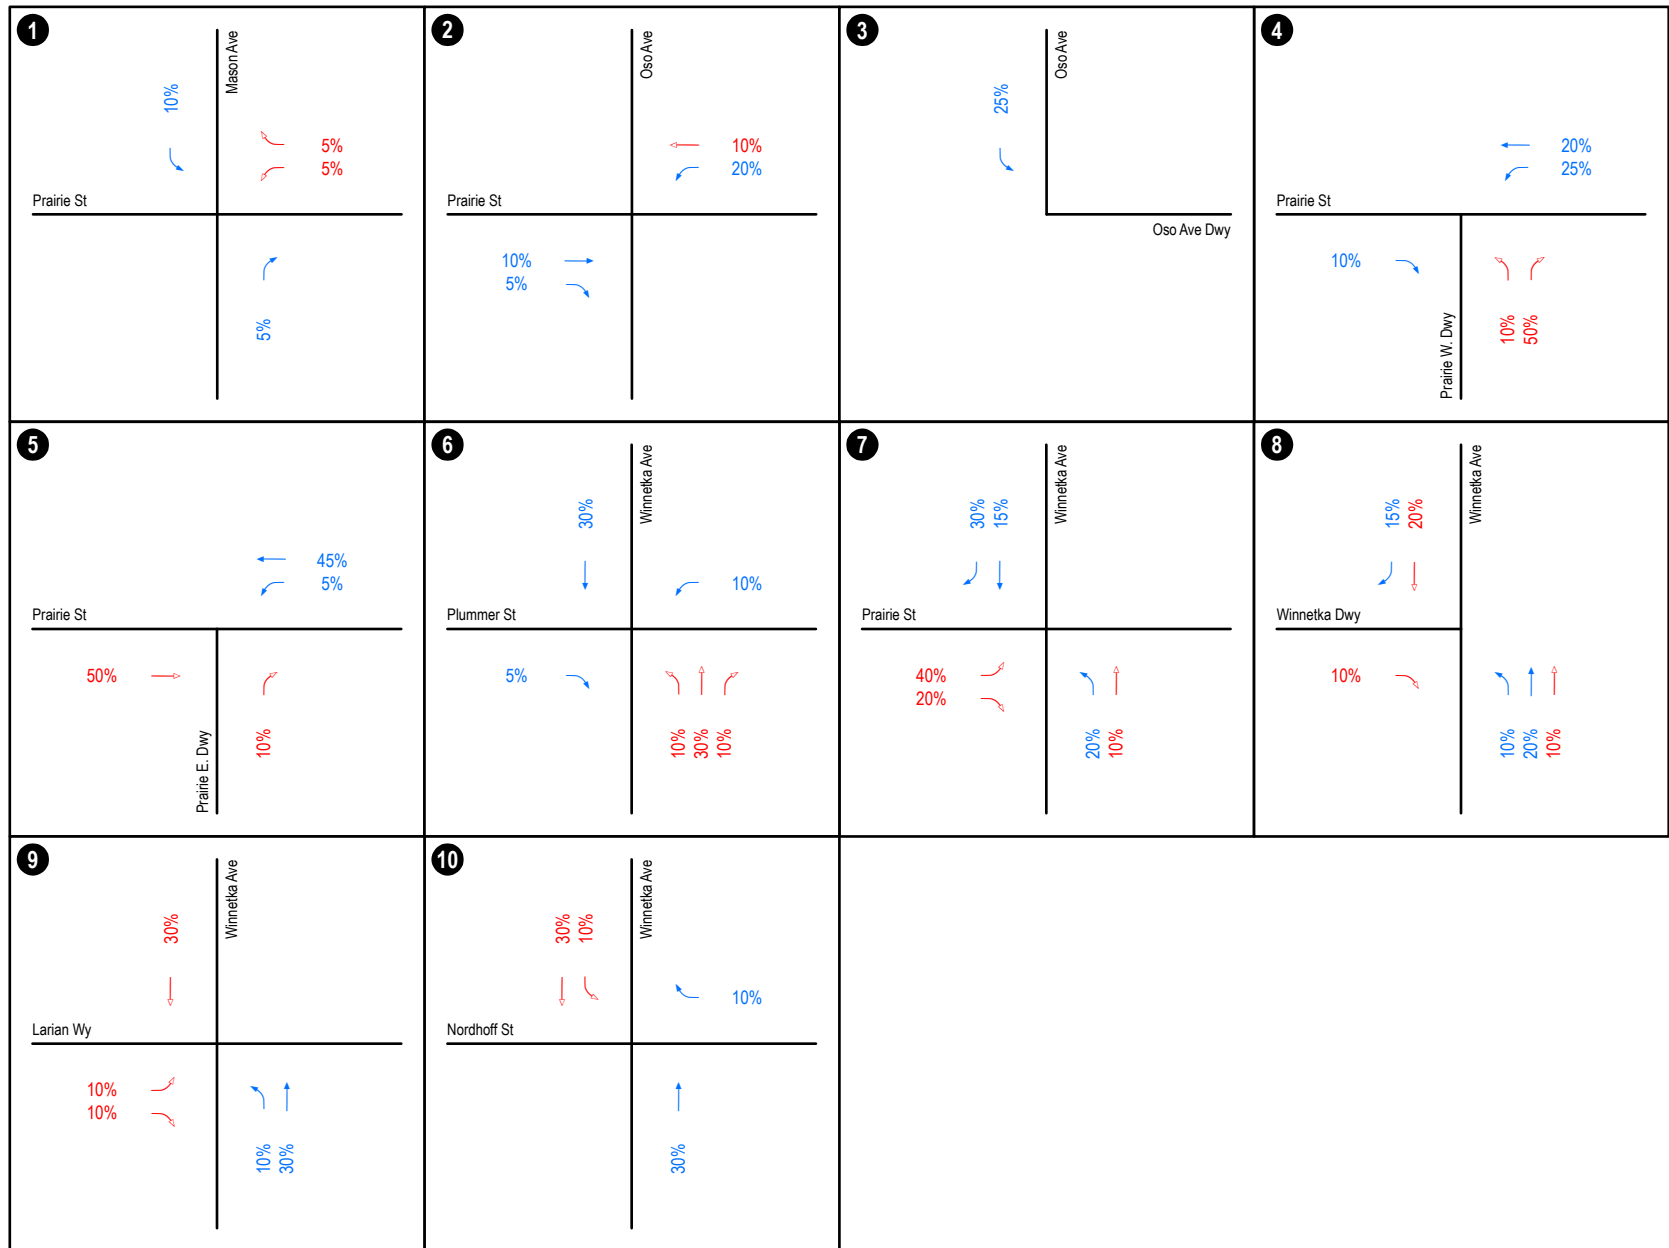 1
Mason Ave
10%
5%
5%
Prairie St
5%
2
Oso Ave
10%
20%
Prairie St
10%
5%
3
Oso Ave
25%
Oso Ave Dwy
4
20%
25%
Prairie St
10%
Prairie W. Dwy
10%
50%
5
45%
5%
Prairie St
50%
Prairie E. Dwy
10%
6
Winnetka Ave
30%
10%
Plummer St
5%
10%
30%
10%
7
Winnetka Ave
30%
15%
Prairie St
40%
20%
20%
10%
8
Winnetka Ave
15%
20%
Winnetka Dwy
10%
10%
20%
10%
9
Winnetka Ave
30%
Larian Wy
10%
10%
10%
30%
10
Winnetka Ave
30%
10%
10%
Nordhoff St
30%